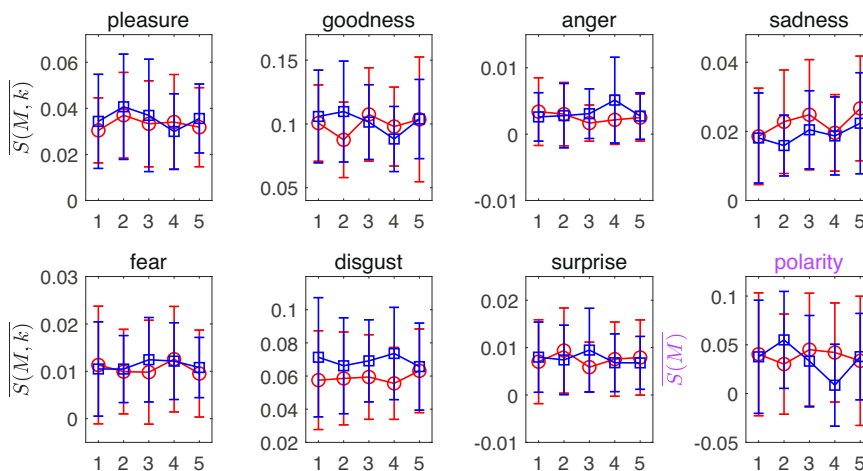 pleasure goodness anger sadness
S(M, k)
0.06 0.04 0.02 0
0.15 0.1 0.05
0.01 0 -0.01
0.04 0.02 0
1 2 3 4 5 1 2 3 4 5 1 2 3 4 5 1 2 3 4 5
fear disgust surprise polarity
S(M, k)
0.03 0.02 0.01 0
0.1 0.08 0.06 0.04 0.02
0.02 0.01 0 -0.01
S(M)
0.1 0.05 0 -0.05
1 2 3 4 5 1 2 3 4 5 1 2 3 4 5 1 2 3 4 5